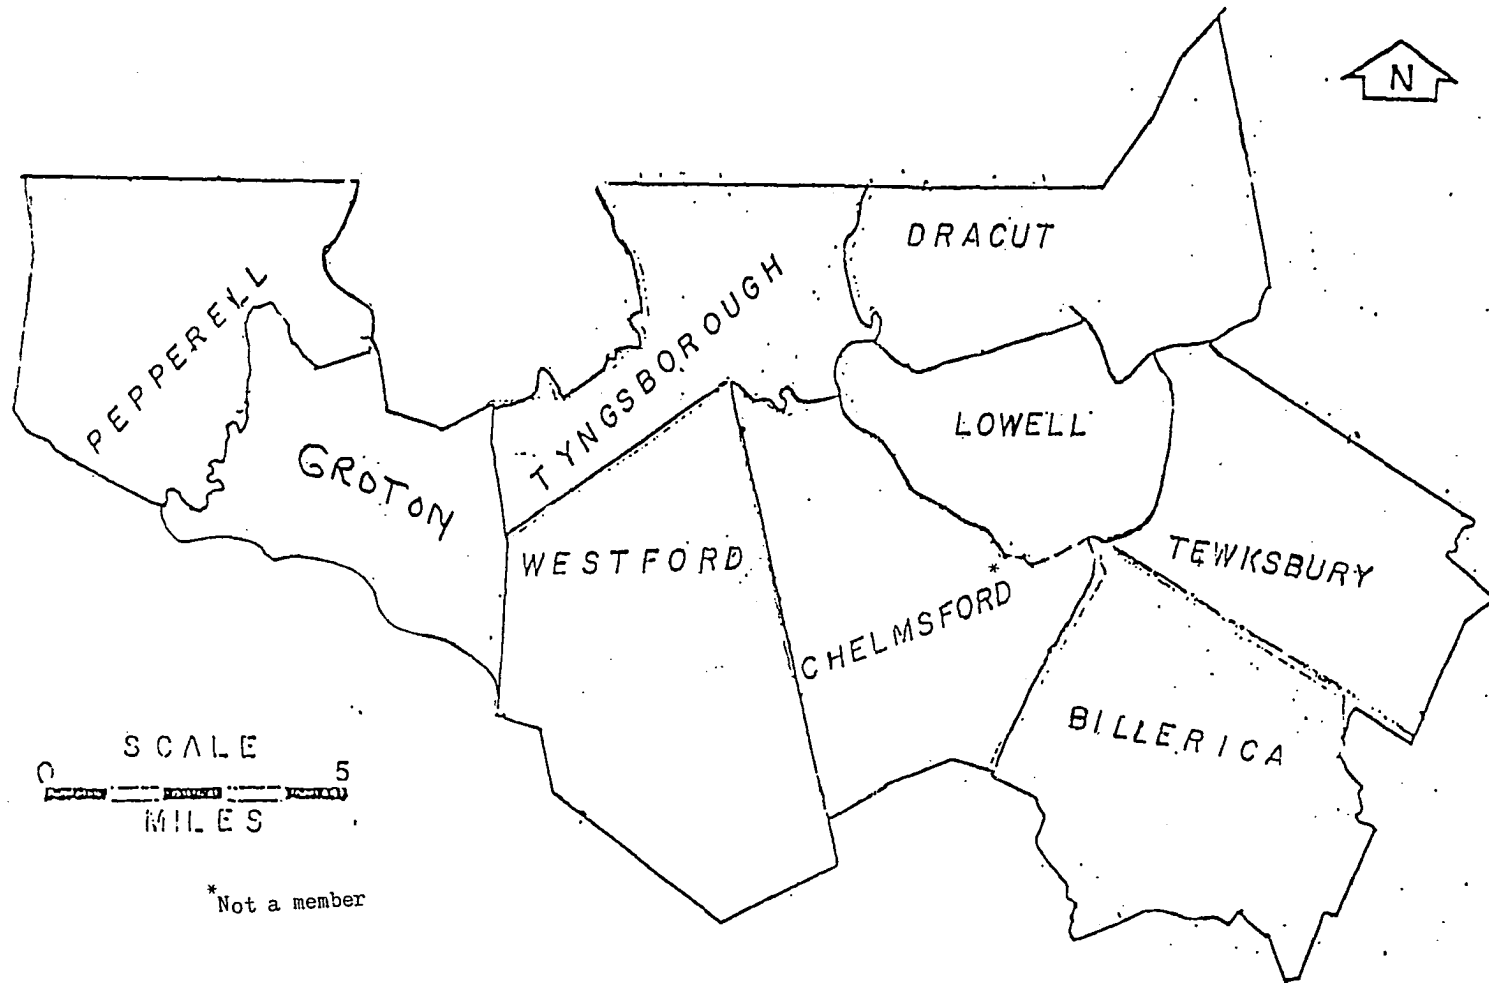 N
DRACUT
PEPPERELL
TYNGSBOROUGH
LOWELL
GROTON
WESTFORD
TEWKSBURY
CHELMSFORD*
BILLERICA
SCALE
0 5
MILES
*Not a member